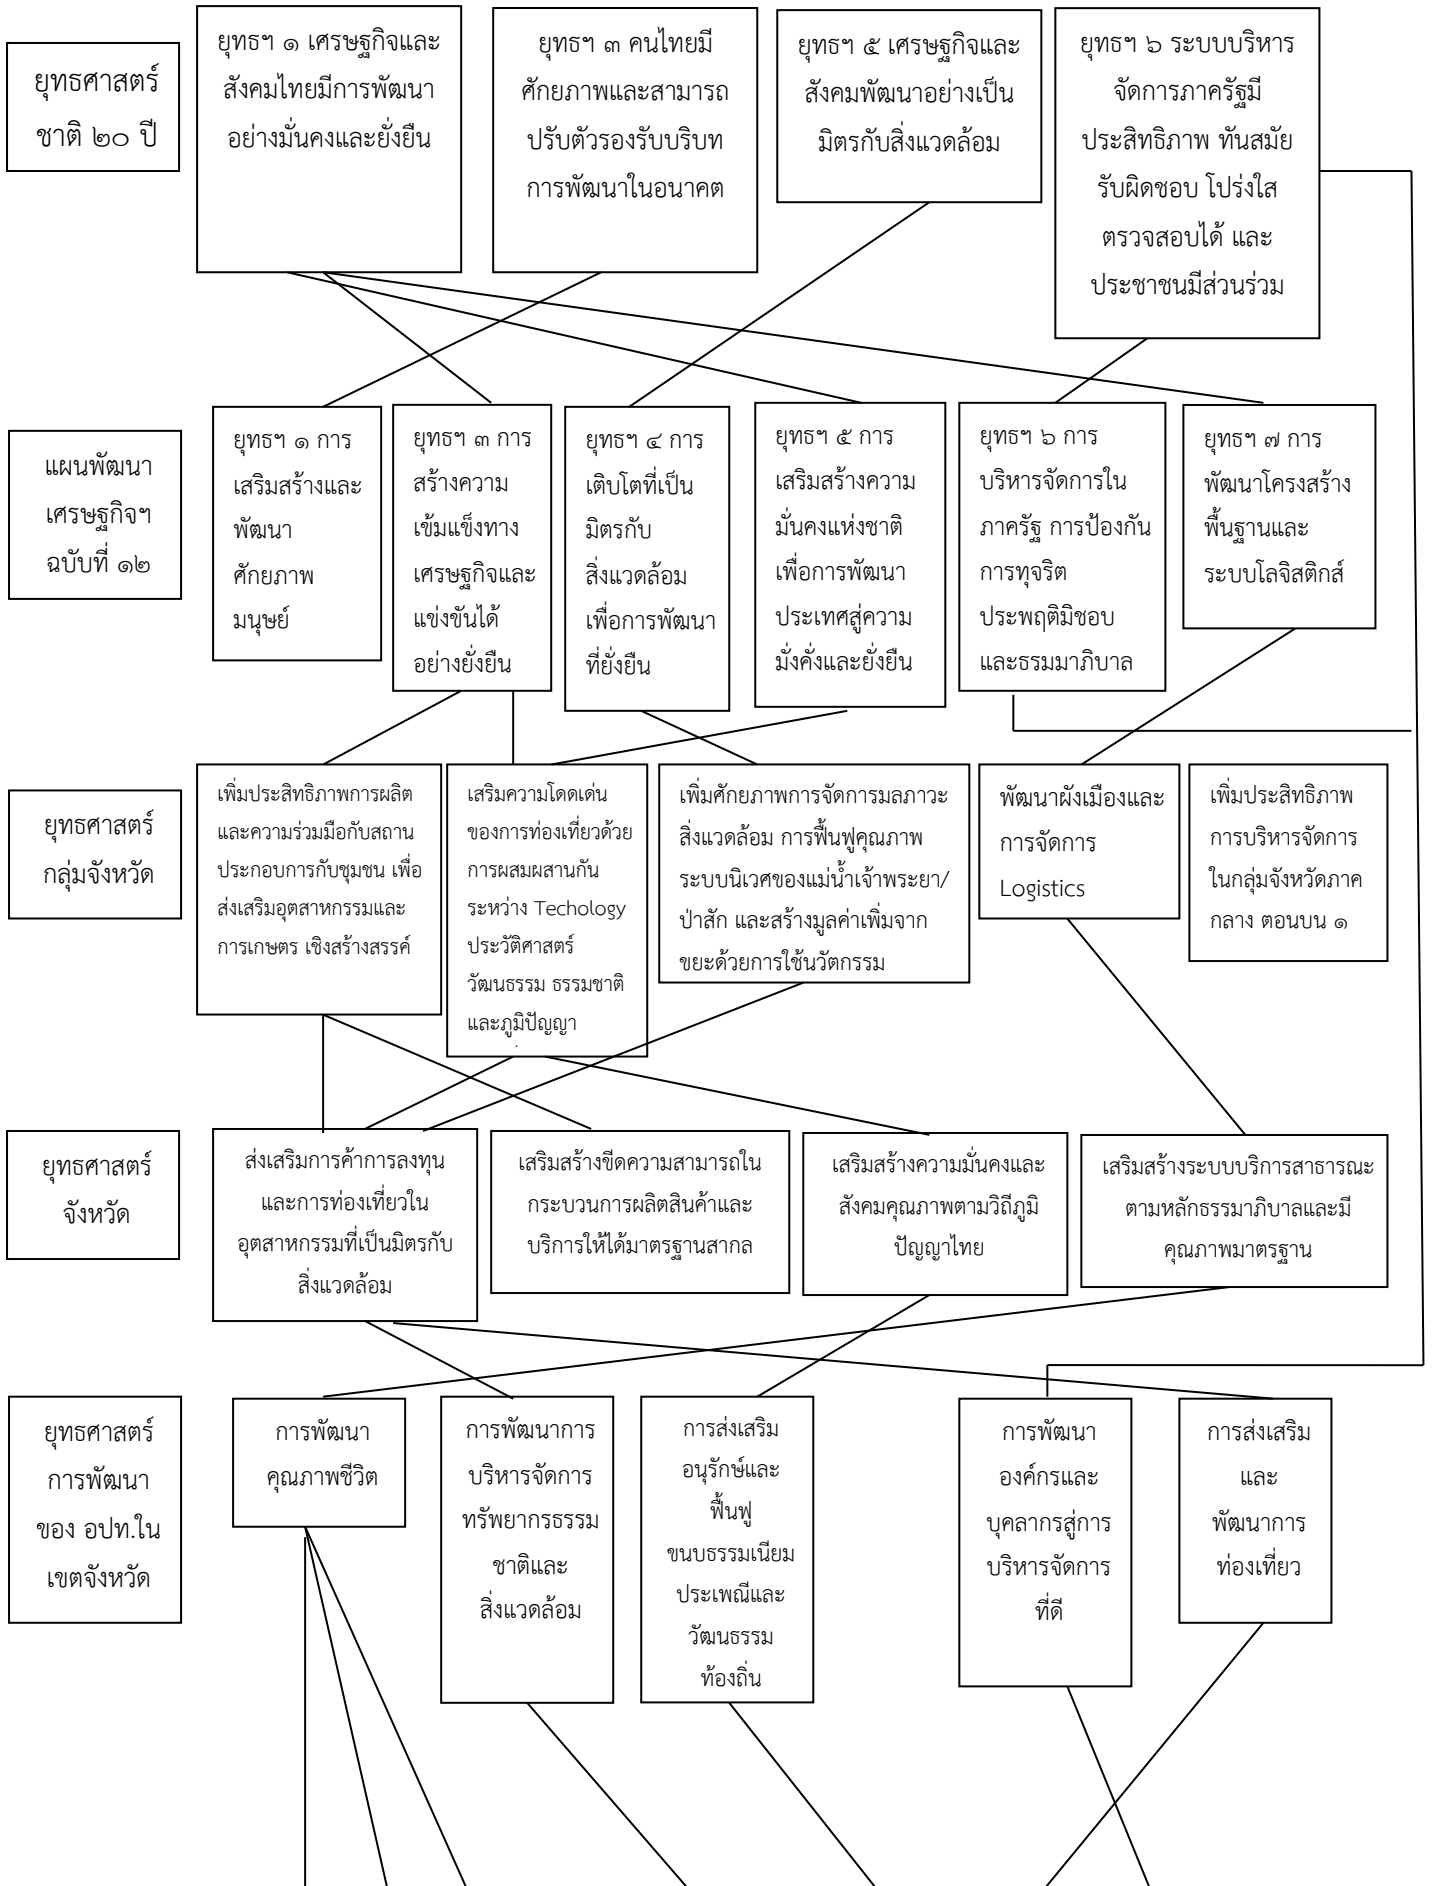 ยุทธศาสตร์
ชาติ ๒๐ ปี
ยุทธฯ ๑ เศรษฐกิจและ
สังคมไทยมีการพัฒนา
อย่างมั่นคงและยั่งยืน
ยุทธฯ ๓ คนไทยมี
ศักยภาพและสามารถ
ปรับตัวรองรับบริบท
การพัฒนาในอนาคต
ยุทธฯ ๕ เศรษฐกิจและ
สังคมพัฒนาอย่างเป็น
มิตรกับสิ่งแวดล้อม
ยุทธฯ ๖ ระบบบริหาร
จัดการภาครัฐมี
ประสิทธิภาพ ทันสมัย
รับผิดชอบ โปร่งใส
ตรวจสอบได้ และ
ประชาชนมีส่วนร่วม
แผนพัฒนา
เศรษฐกิจฯ
ฉบับที่ ๑๒
ยุทธฯ ๑ การ
เสริมสร้างและ
พัฒนา
ศักยภาพ
มนุษย์
ยุทธฯ ๓ การ
สร้างความ
เข้มแข็งทาง
เศรษฐกิจและ
แข่งขันได้
อย่างยั่งยืน
ยุทธฯ ๔ การ
เติบโตที่เป็น
มิตรกับ
สิ่งแวดล้อม
เพื่อการพัฒนา
ที่ยั่งยืน
ยุทธฯ ๕ การ
เสริมสร้างความ
มั่นคงแห่งชาติ
เพื่อการพัฒนา
ประเทศสู่ความ
มั่งคั่งและยั่งยืน
ยุทธฯ ๖ การ
บริหารจัดการใน
ภาครัฐ การป้องกัน
การทุจริต
ประพฤติมิชอบ
และธรมมาภิบาล
ยุทธฯ ๗ การ
พัฒนาโครงสร้าง
พื้นฐานและ
ระบบโลจิสติกส์
ยุทธศาสตร์
กลุ่มจังหวัด
เพิ่มประสิทธิภาพการผลิต
และความร่วมมือกับสถาน
ประกอบการกับชุมชน เพื่อ
ส่งเสริมอุตสาหกรรมและ
การเกษตร เชิงสร้างสรรค์
เสริมความโดดเด่น
ของการท่องเที่ยวด้วย
การผสมผสานกัน
ระหว่าง Techology
ประวัติศาสตร์
วัฒนธรรม ธรรมชาติ
และภูมิปัญญา
เพิ่มศักยภาพการจัดการมลภาวะ
สิ่งแวดล้อม การฟื้นฟูคุณภาพ
ระบบนิเวศของแม่น้ำเจ้าพระยา/
ป่าสัก และสร้างมูลค่าเพิ่มจาก
ขยะด้วยการใช้นวัตกรรม
พัฒนาผังเมืองและ
การจัดการ
Logistics
เพิ่มประสิทธิภาพ
การบริหารจัดการ
ในกลุ่มจังหวัดภาค
กลาง ตอนบน ๑
ยุทธศาสตร์
จังหวัด
ส่งเสริมการค้าการลงทุน
และการท่องเที่ยวใน
อุตสาหกรรมที่เป็นมิตรกับ
สิ่งแวดล้อม
เสริมสร้างขีดความสามารถใน
กระบวนการผลิตสินค้าและ
บริการให้ได้มาตรฐานสากล
เสริมสร้างความมั่นคงและ
สังคมคุณภาพตามวิถีภูมิ
ปัญญาไทย
เสริมสร้างระบบบริการสาธารณะ
ตามหลักธรรมาภิบาลและมี
คุณภาพมาตรฐาน
ยุทธศาสตร์
การพัฒนา
ของ อปท.ใน
เขตจังหวัด
การพัฒนา
คุณภาพชีวิต
การพัฒนาการ
บริหารจัดการ
ทรัพยากรธรรม
ชาติและ
สิ่งแวดล้อม
การส่งเสริม
อนุรักษ์และ
ฟื้นฟู
ขนบธรรมเนียม
ประเพณีและ
วัฒนธรรม
ท้องถิ่น
การพัฒนา
องค์กรและ
บุคลากรสู่การ
บริหารจัดการ
ที่ดี
การส่งเสริม
และ
พัฒนาการ
ท่องเที่ยว